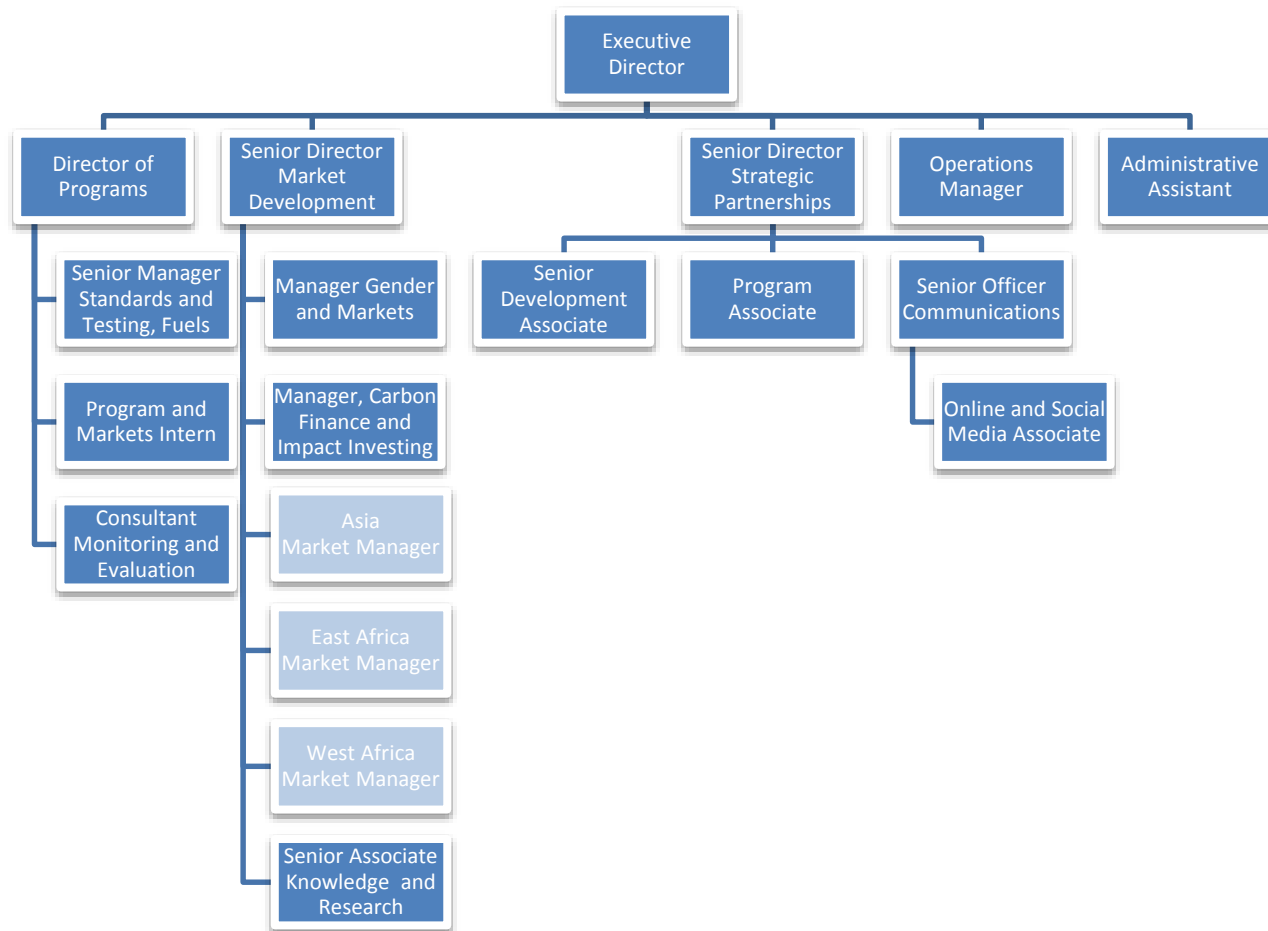 Executive
Director
Director of
Programs
Senior Director
Market
Development
Senior Director
Strategic
Partnerships
Operations
Manager
Administrative
Assistant
Senior Manager
Standards and
Testing, Fuels
Program and
Markets Intern
Consultant
Monitoring and
Evaluation
Manager Gender
and Markets
Manager, Carbon
Finance and
Impact Investing
Asia
Market Manager
East Africa
Market Manager
West Africa
Market Manager
Senior Associate
Knowledge and
Research
Senior
Development
Associate
Program
Associate
Senior Officer
Communications
Online and Social
Media Associate